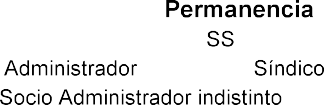 Permanencia
SS
Administrador Síndico
Socio Administrador indistinto